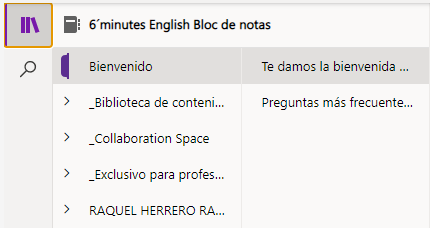 6´minutes English Bloc de notas
Bienvenido
_Biblioteca de conteni...
_Collaboration Space
_Exclusivo para profes...
RAQUEL HERRERO RA...
Te damos la bienvenida ...
Preguntas más frecuente...